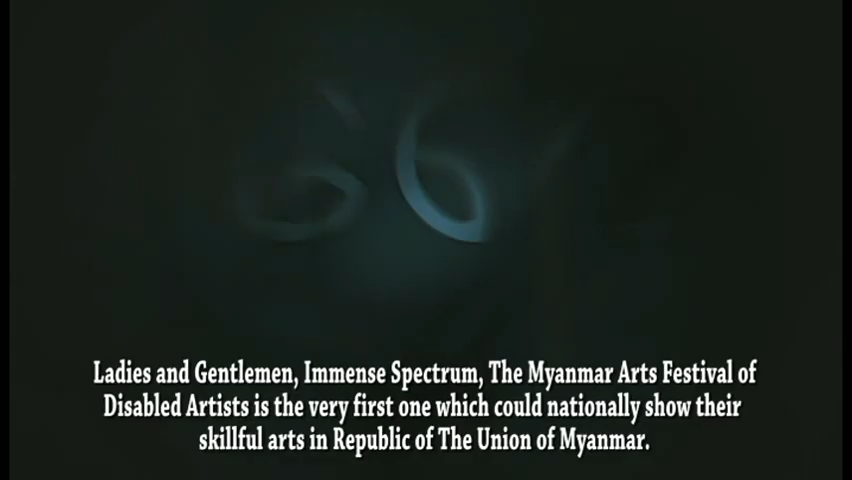 Ladies and Gentlemen, Immense Spectrum, The Myanmar Arts Festival of
Disabled Artists is the very first one which could nationally show their
skillful arts in Republic of The Union of Myanmar.